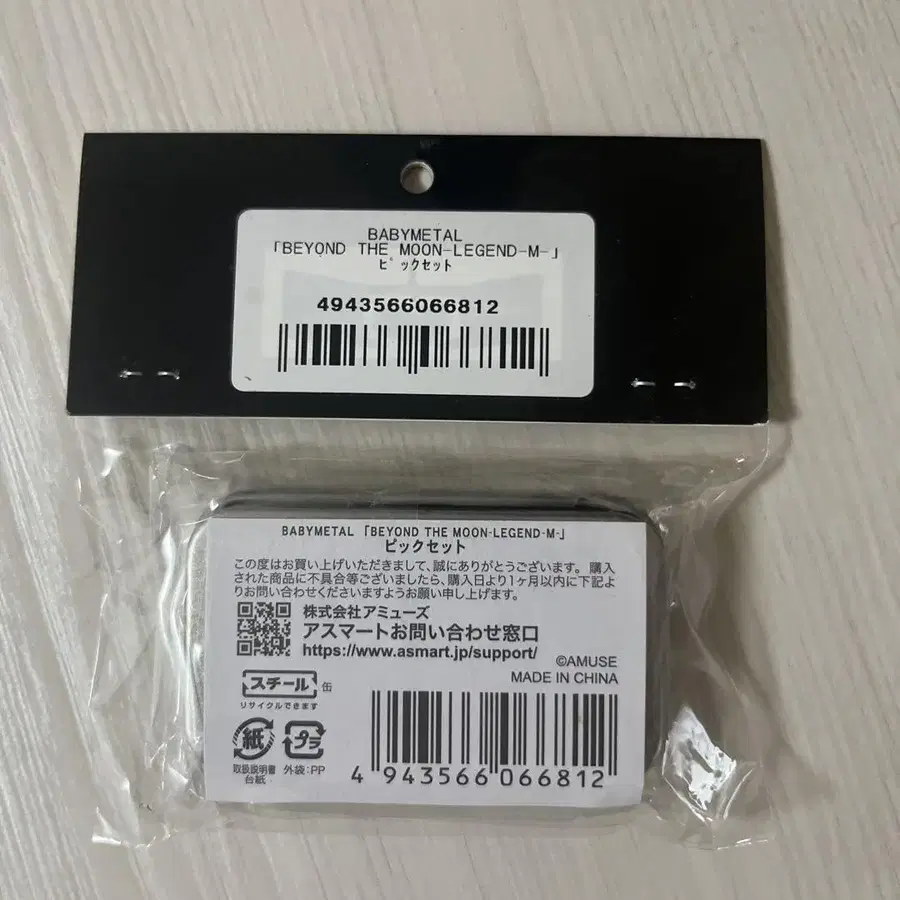 BABYMETAL
「BEYOND THE MOON-LEGEND-M-」
ピックセット
4943566066812
BABYMETAL 「BEYOND THE MOON-LEGEND-M-」
ピックセット
この度はお買い上げいただきまして、誠にありがとうございます。購入
された商品に不具合等ございましたら、購入日より1ヶ月以内に下記よ
りお問い合わせくださいますようお願い申し上げます。
株式会社アミューズ
アスマートお問い合わせ窓口
https://www.asmart.jp/support/
©AMUSE
MADE IN CHINA
スチール 缶
リサイクルできます
紙
プラ
取扱説明書
台紙
外袋:PP
4 943566 066812